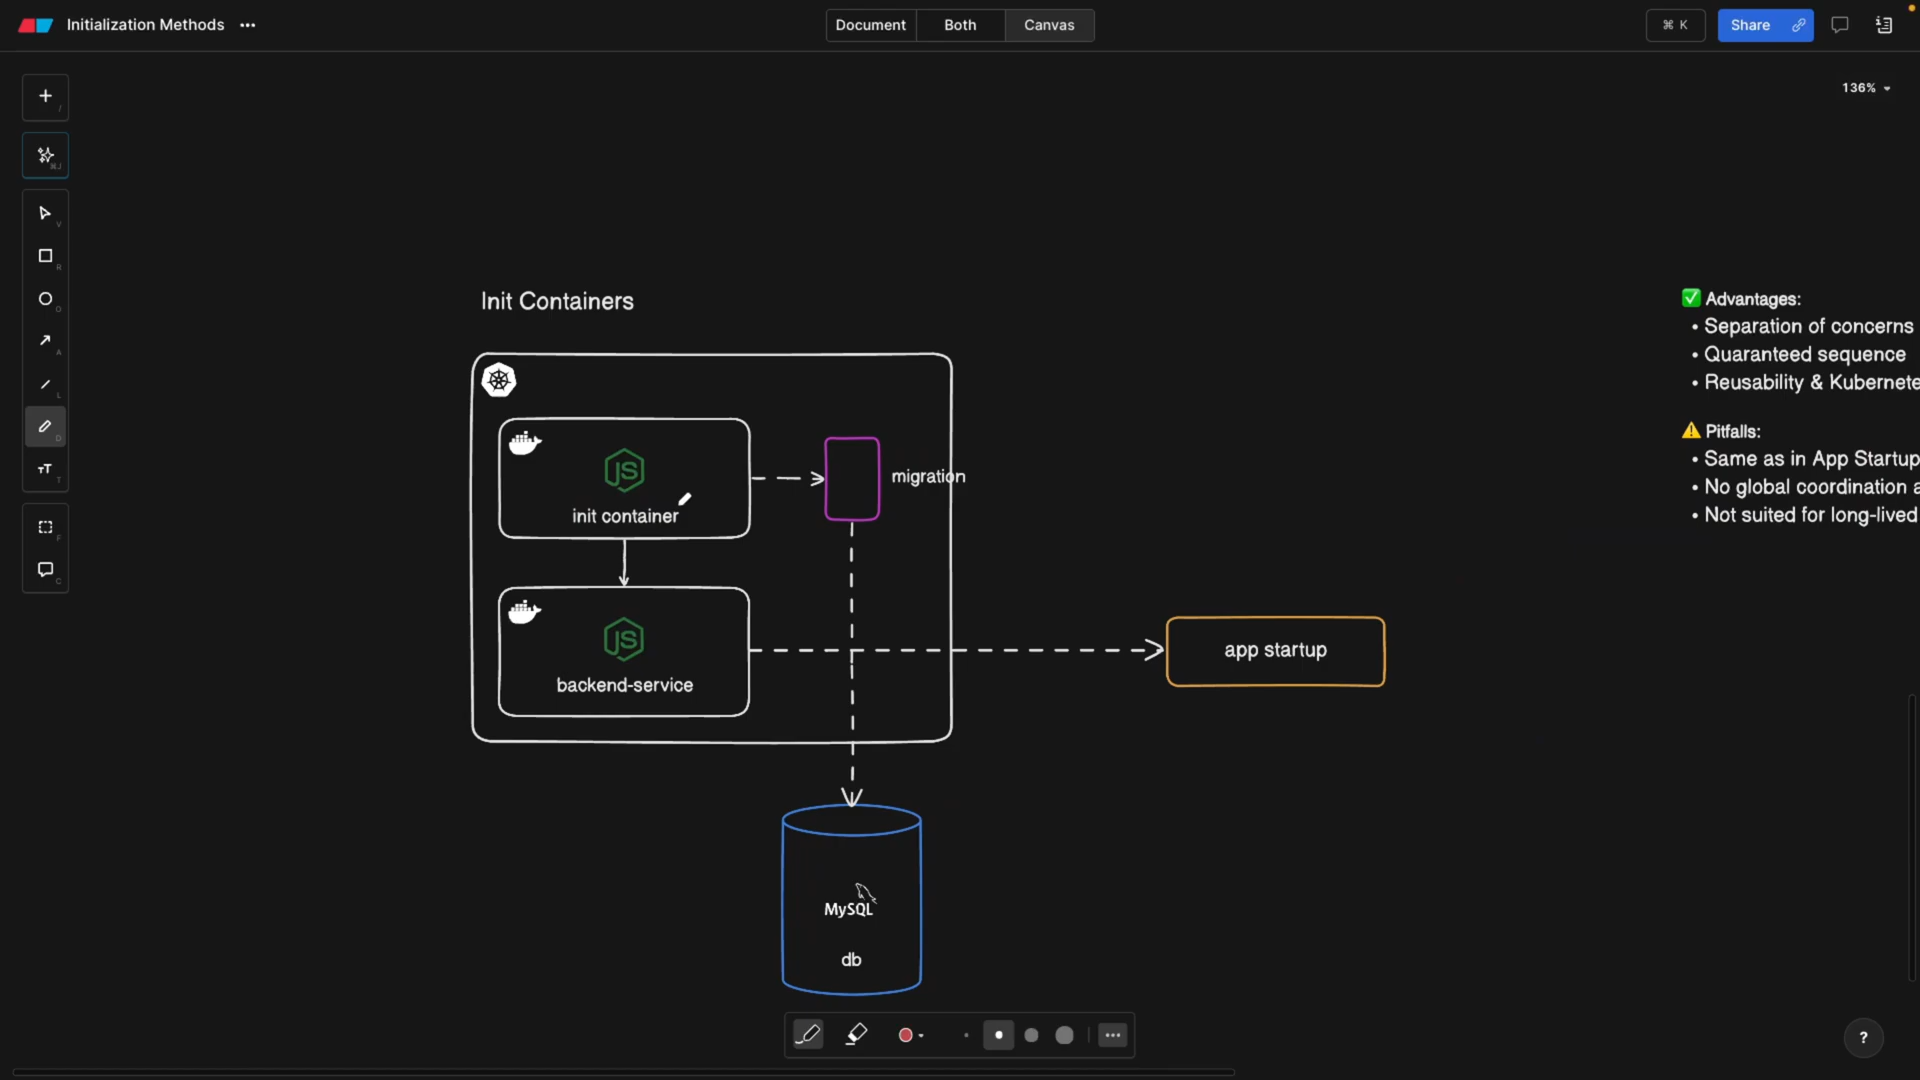 Initialization Methods
Document
Both
Canvas
⌘ K
Share
136%
Init Containers
JS
init container
migration
JS
backend-service
app startup
MySQL
db
✅ Advantages:
• Separation of concerns
• Quaranteed sequence
• Reusability & Kubernete
⚠️ Pitfalls:
• Same as in App Startup
• No global coordination a
• Not suited for long-lived
/
⌘J
V
R
O
A
L
D
T
F
C
?